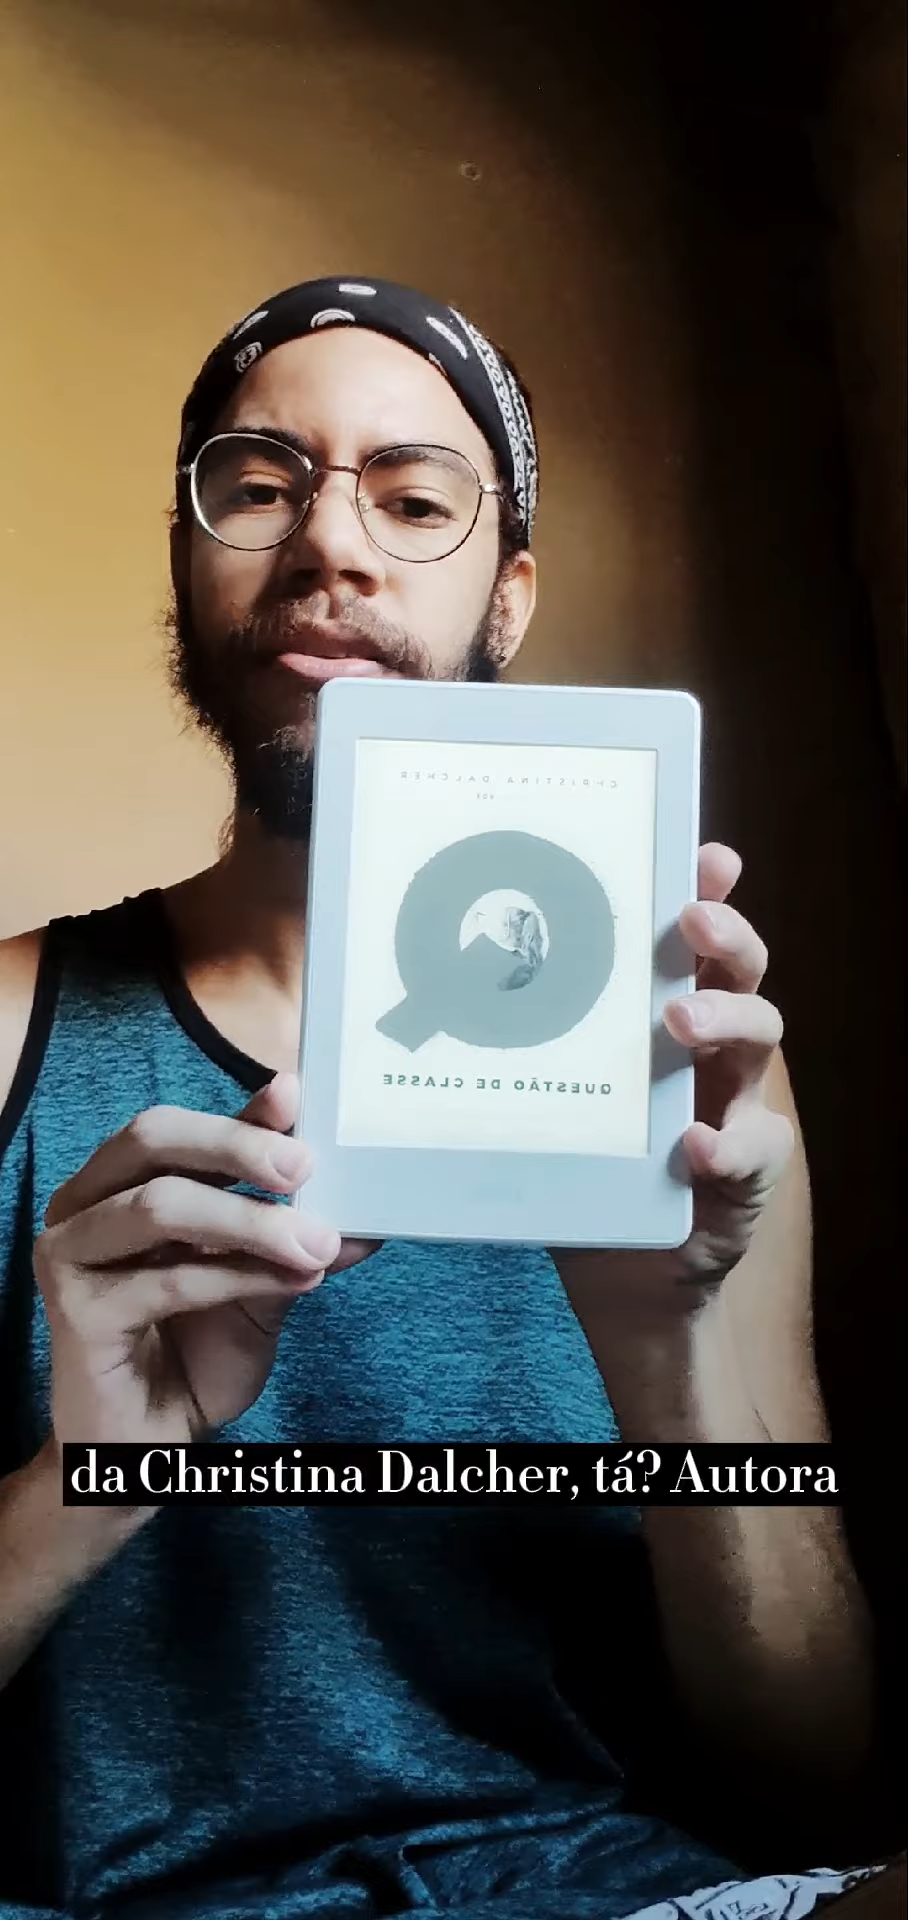 CHRISTINA DALCHER
QUESTÃO DE CLASSE
da Christina Dalcher, tá? Autora